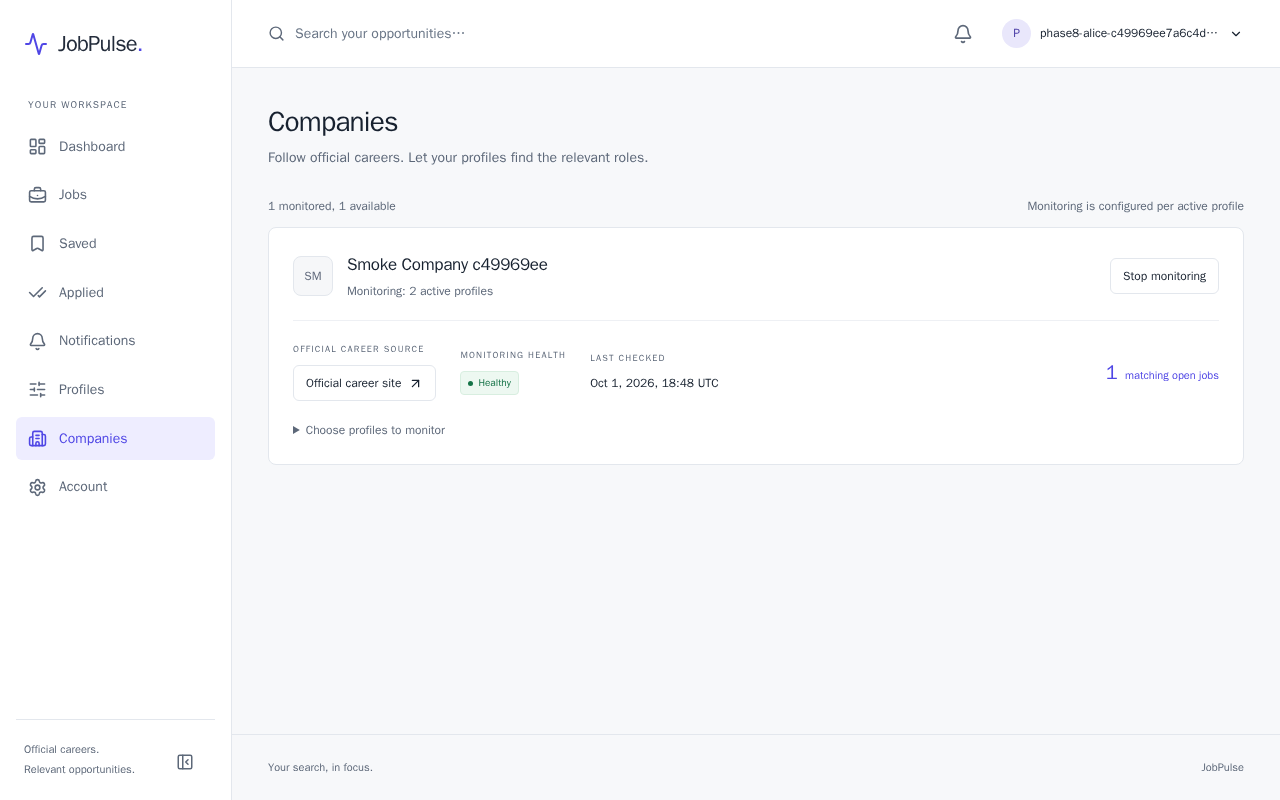 JobPulse.
YOUR WORKSPACE
Dashboard
Jobs
Saved
Applied
Notifications
Profiles
Companies
Account
Official careers.
Relevant opportunities.
Search your opportunities···
P
phase8-alice-c49969ee7a6c4d···
Companies
Follow official careers. Let your profiles find the relevant roles.
1 monitored, 1 available
Monitoring is configured per active profile
SM
Smoke Company c49969ee
Monitoring: 2 active profiles
Stop monitoring
OFFICIAL CAREER SOURCE
Official career site
MONITORING HEALTH
Healthy
LAST CHECKED
Oct 1, 2026, 18:48 UTC
1 matching open jobs
Choose profiles to monitor
Your search, in focus.
JobPulse